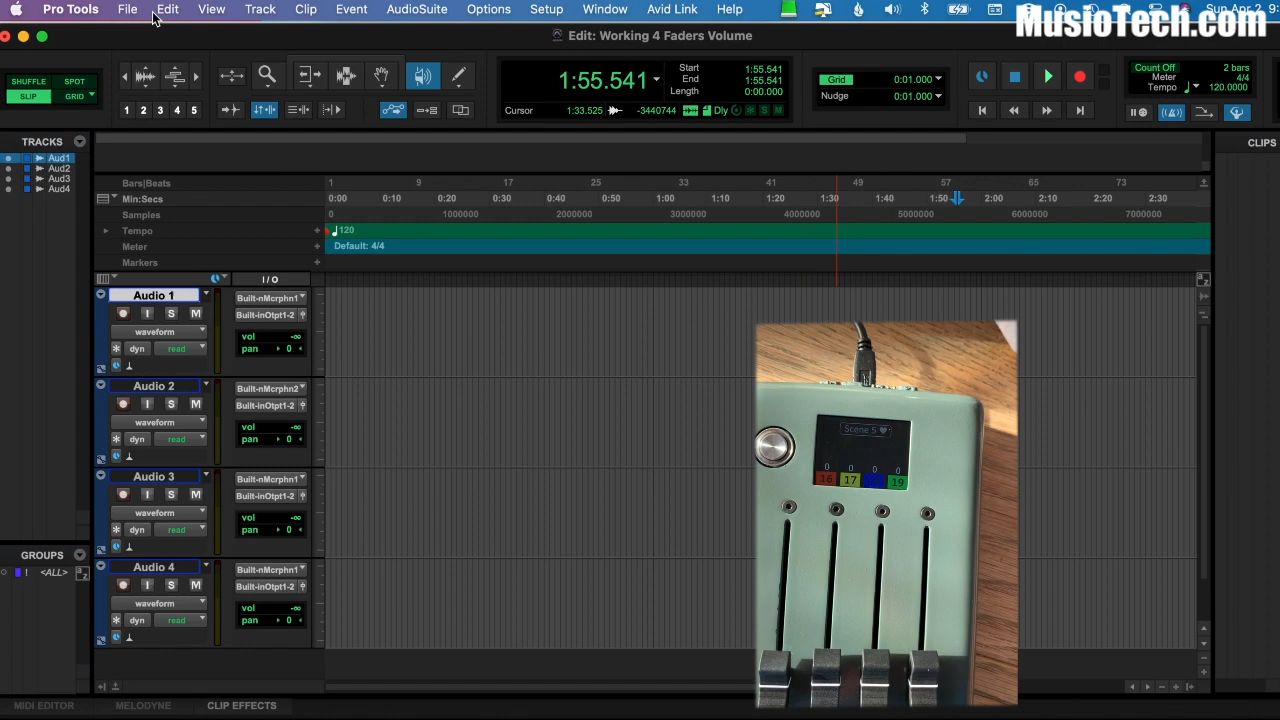 Pro Tools File Edit View Track Clip Event AudioSuite Options Setup Window Avid Link Help Sun Apr 2 9:
MusioTech.com
Edit: Working 4 Faders Volume
SHUFFLE SPOT
SLIP GRID
1 2 3 4 5
1:55.541
Start 1:55.541
End 1:55.541
Length 0:00.000
Cursor 1:33.525 -3440744 Dly S M
Grid 0:01.000
Nudge 0:01.000
Count Off 2 bars
Meter 4/4
Tempo 120.0000
TRACKS
Aud1
Aud2
Aud3
Aud4
CLIPS
Bars|Beats 1 9 17 25 33 41 49 57 65 73
Min:Secs 0:00 0:10 0:20 0:30 0:40 0:50 1:00 1:10 1:20 1:30 1:40 1:50 2:00 2:10 2:20 2:30
Samples 0 1000000 2000000 3000000 4000000 5000000 6000000 7000000
Tempo 120
Meter Default: 4/4
Markers
I / O
Audio 1 Built-nMcrphn1
I S M Built-inOtpt1-2
waveform vol -∞
dyn read pan 0
Audio 2 Built-nMcrphn2
I S M Built-inOtpt1-2
waveform vol -∞
dyn read pan 0
Audio 3 Built-nMcrphn1
I S M Built-inOtpt1-2
waveform vol -∞
dyn read pan 0
Audio 4 Built-nMcrphn1
I S M Built-inOtpt1-2
waveform vol -∞
dyn read pan 0
GROUPS
! <ALL>
a z
Scene 5
0 0 0 0
16 17 19
MIDI EDITOR MELODYNE CLIP EFFECTS